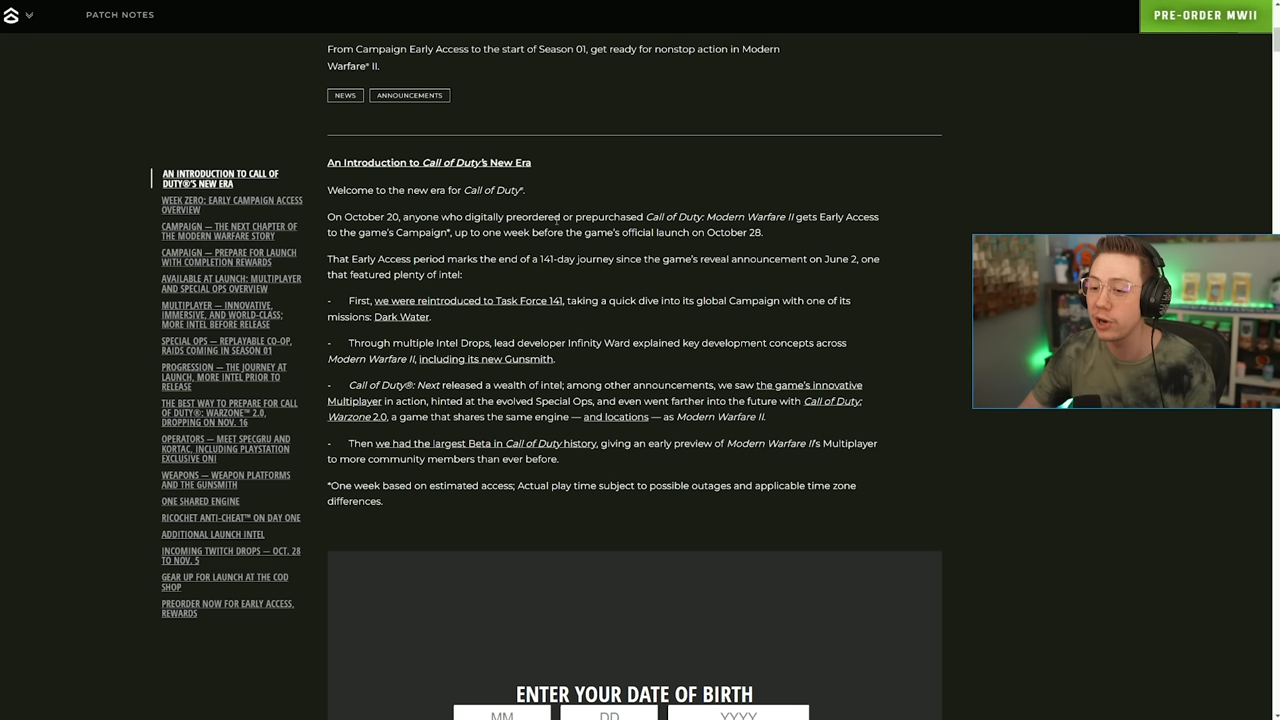 PATCH NOTES
PRE-ORDER MWII
From Campaign Early Access to the start of Season 01, get ready for nonstop action in Modern
Warfare® II.
NEWS
ANNOUNCEMENTS
AN INTRODUCTION TO CALL OF
DUTY®'S NEW ERA
WEEK ZERO: EARLY CAMPAIGN ACCESS
OVERVIEW
CAMPAIGN — THE NEXT CHAPTER OF
THE MODERN WARFARE STORY
CAMPAIGN — PREPARE FOR LAUNCH
WITH COMPLETION REWARDS
AVAILABLE AT LAUNCH: MULTIPLAYER
AND SPECIAL OPS OVERVIEW
MULTIPLAYER — INNOVATIVE,
IMMERSIVE, AND WORLD-CLASS;
MORE INTEL BEFORE RELEASE
SPECIAL OPS — REPLAYABLE CO-OP,
RAIDS COMING IN SEASON 01
PROGRESSION — THE JOURNEY AT
LAUNCH, MORE INTEL PRIOR TO
RELEASE
THE BEST WAY TO PREPARE FOR CALL
OF DUTY®: WARZONE™ 2.0,
DROPPING ON NOV. 16
OPERATORS — MEET SPECGRU AND
KORTAC, INCLUDING PLAYSTATION
EXCLUSIVE ONI
WEAPONS — WEAPON PLATFORMS
AND THE GUNSMITH
ONE SHARED ENGINE
RICOCHET ANTI-CHEAT™ ON DAY ONE
ADDITIONAL LAUNCH INTEL
INCOMING TWITCH DROPS — OCT. 28
TO NOV. 5
GEAR UP FOR LAUNCH AT THE COD
SHOP
PREORDER NOW FOR EARLY ACCESS,
REWARDS
An Introduction to Call of Duty's New Era
Welcome to the new era for Call of Duty®.
On October 20, anyone who digitally preordered or prepurchased Call of Duty: Modern Warfare II gets Early Access
to the game's Campaign*, up to one week before the game's official launch on October 28.
That Early Access period marks the end of a 141-day journey since the game's reveal announcement on June 2, one
that featured plenty of intel:
- First, we were reintroduced to Task Force 141, taking a quick dive into its global Campaign with one of its
missions: Dark Water.
- Through multiple Intel Drops, lead developer Infinity Ward explained key development concepts across
Modern Warfare II, including its new Gunsmith.
- Call of Duty®: Next released a wealth of intel; among other announcements, we saw the game's innovative
Multiplayer in action, hinted at the evolved Special Ops, and even went farther into the future with Call of Duty:
Warzone 2.0, a game that shares the same engine — and locations — as Modern Warfare II.
- Then we had the largest Beta in Call of Duty history, giving an early preview of Modern Warfare II's Multiplayer
to more community members than ever before.
*One week based on estimated access; Actual play time subject to possible outages and applicable time zone
differences.
ENTER YOUR DATE OF BIRTH
MM
DD
YYYY